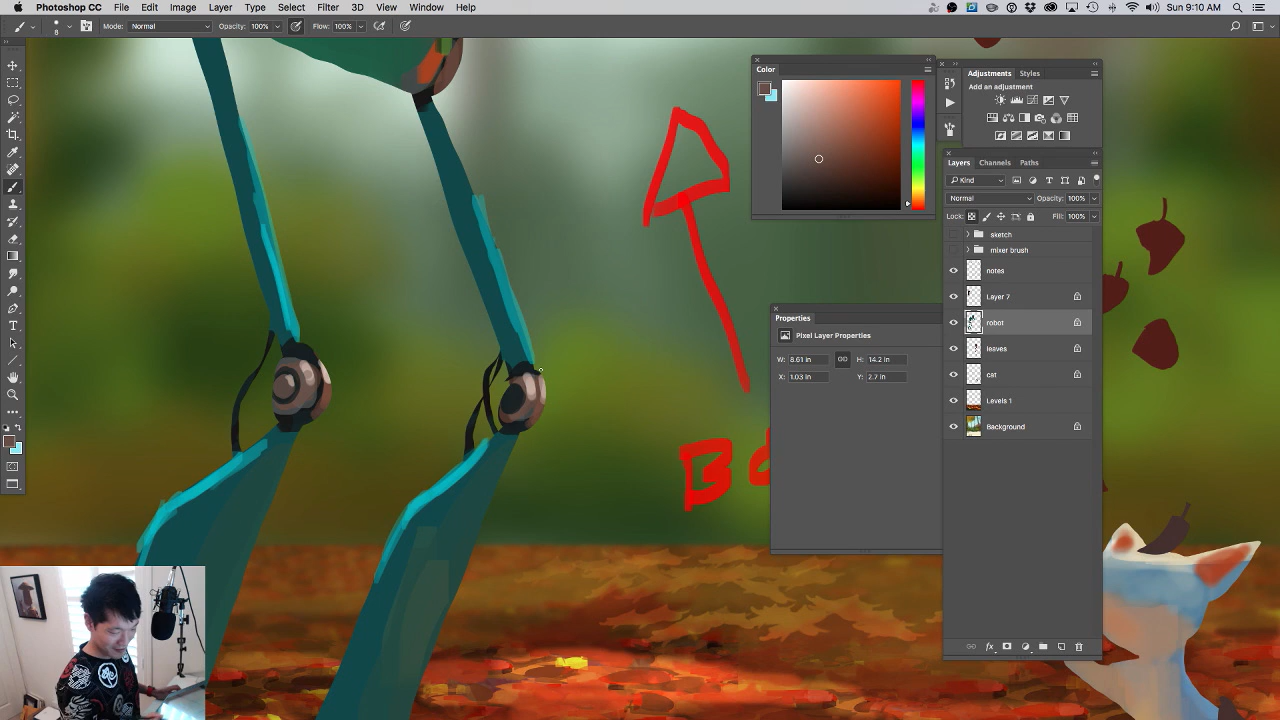 Photoshop CC File Edit Image Layer Type Select Filter 3D View Window Help Sun 9:10 AM
8 Mode: Normal Opacity: 100% Flow: 100%
Color
Adjustments Styles
Add an adjustment
Layers Channels Paths
Kind
Normal Opacity: 100%
Lock: Fill: 100%
sketch
mixer brush
notes
Layer 7
robot
leaves
cat
Levels 1
Background
Properties
Pixel Layer Properties
W: 8.61 in H: 14.2 in
X: 1.03 in Y: 2.7 in
B
fx